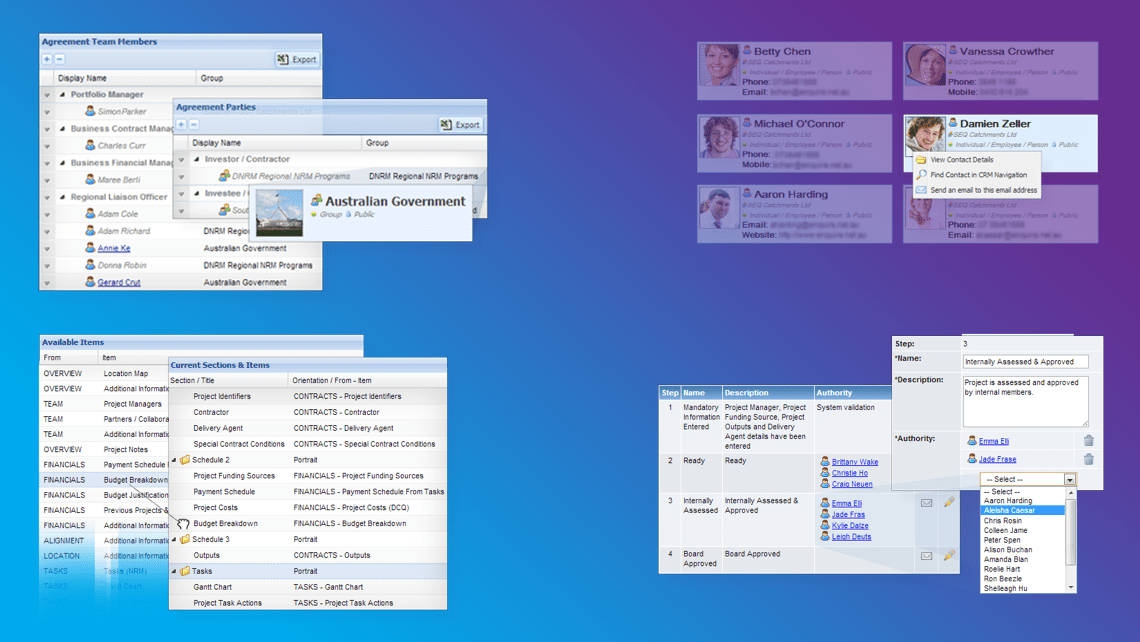 Agreement Team Members
Export
Display Name Group
Portfolio Manager
Simon Parker
Business Contract Manag
Charles Curr
Business Financial Manag
Maree Berli
Regional Liaison Officer
Adam Cole
Adam Richard DNRM Regio
Annie Ke Australian Government
Donna Robin DNRM Regional NRM Programs
Gerard Crut Australian Government
Agreement Parties
Export
Display Name Group
Investor / Contractor
DNRM Regional NRM Programs DNRM Regional NRM Programs
Investee / 
Sout
Australian Government
Group Public
Betty Chen
@SEQ Catchments Ltd
Individual / Employee / Person Public
Phone:
Email:
Vanessa Crowther
@SEQ Catchments Ltd
Individual / Employee / Person Public
Phone:
Mobile:
Michael O'Connor
@SEQ Catchments Ltd
Individual / Employee / Person Public
Phone:
Mobile:
Damien Zeller
@SEQ Catchments Ltd
Individual / Employee / Person Public
View Contact Details
Find Contact in CRM Navigation
Send an email to this email address
Aaron Harding
@SEQ Catchments Ltd
Individual / Employee / Person Public
Email:
Website:
@SEQ Catchments Ltd
Individual / Employee / Person Public
Phone:
Email:
Available Items
From Item
OVERVIEW Location Map
OVERVIEW Additional Informatic
TEAM Project Managers
TEAM Partners / Collabora
TEAM Additional Informati
OVERVIEW Project Notes
FINANCIALS Payment Schedule
FINANCIALS Budget Breakdown
FINANCIALS Budget Justification
FINANCIALS Previous Projects &
FINANCIALS Additional Informati
ALIGNMENT Additional Informati
LOCATION Additional Informati
TASKS Tasks (NRM)
TASKS Gantt Chart
Current Sections & Items
Section / Title Orientation / From - Item
Project Identifiers CONTRACTS - Project Identifiers
Contractor CONTRACTS - Contractor
Delivery Agent CONTRACTS - Delivery Agent
Special Contract Conditions CONTRACTS - Special Contract Conditions
Schedule 2 Portrait
Project Funding Sources FINANCIALS - Project Funding Sources
Payment Schedule FINANCIALS - Payment Schedule From Tasks
Project Costs FINANCIALS - Project Costs (DCQ)
Budget Breakdown FINANCIALS - Budget Breakdown
Schedule 3 Portrait
Outputs CONTRACTS - Outputs
Tasks Portrait
Gantt Chart TASKS - Gantt Chart
Project Task Actions TASKS - Project Task Actions
Step Name Description Authority
1 Mandatory Project Manager, Project System validation
Information Funding Source, Project
Entered Outputs and Delivery
Agent details have been
entered
2 Ready Ready Brittany Wake
Christie Ho
Craig Neuen
3 Internally Internally Assessed & Emma Elli
Assessed Approved Jade Fras
Kylie Dalze
Leigh Deuts
4 Board Board Approved
Approved
Step: 3
*Name: Internally Assessed & Approved
*Description: Project is assessed and approved
by internal members.
*Authority: Emma Elli
Jade Frase
-- Select --
-- Select --
Aaron Harding
Aleisha Caesar
Chris Rosin
Colleen Jame
Peter Spen
Alison Buchan
Amanda Blan
Roelie Hart
Ron Beezle
Shelleagh Hu